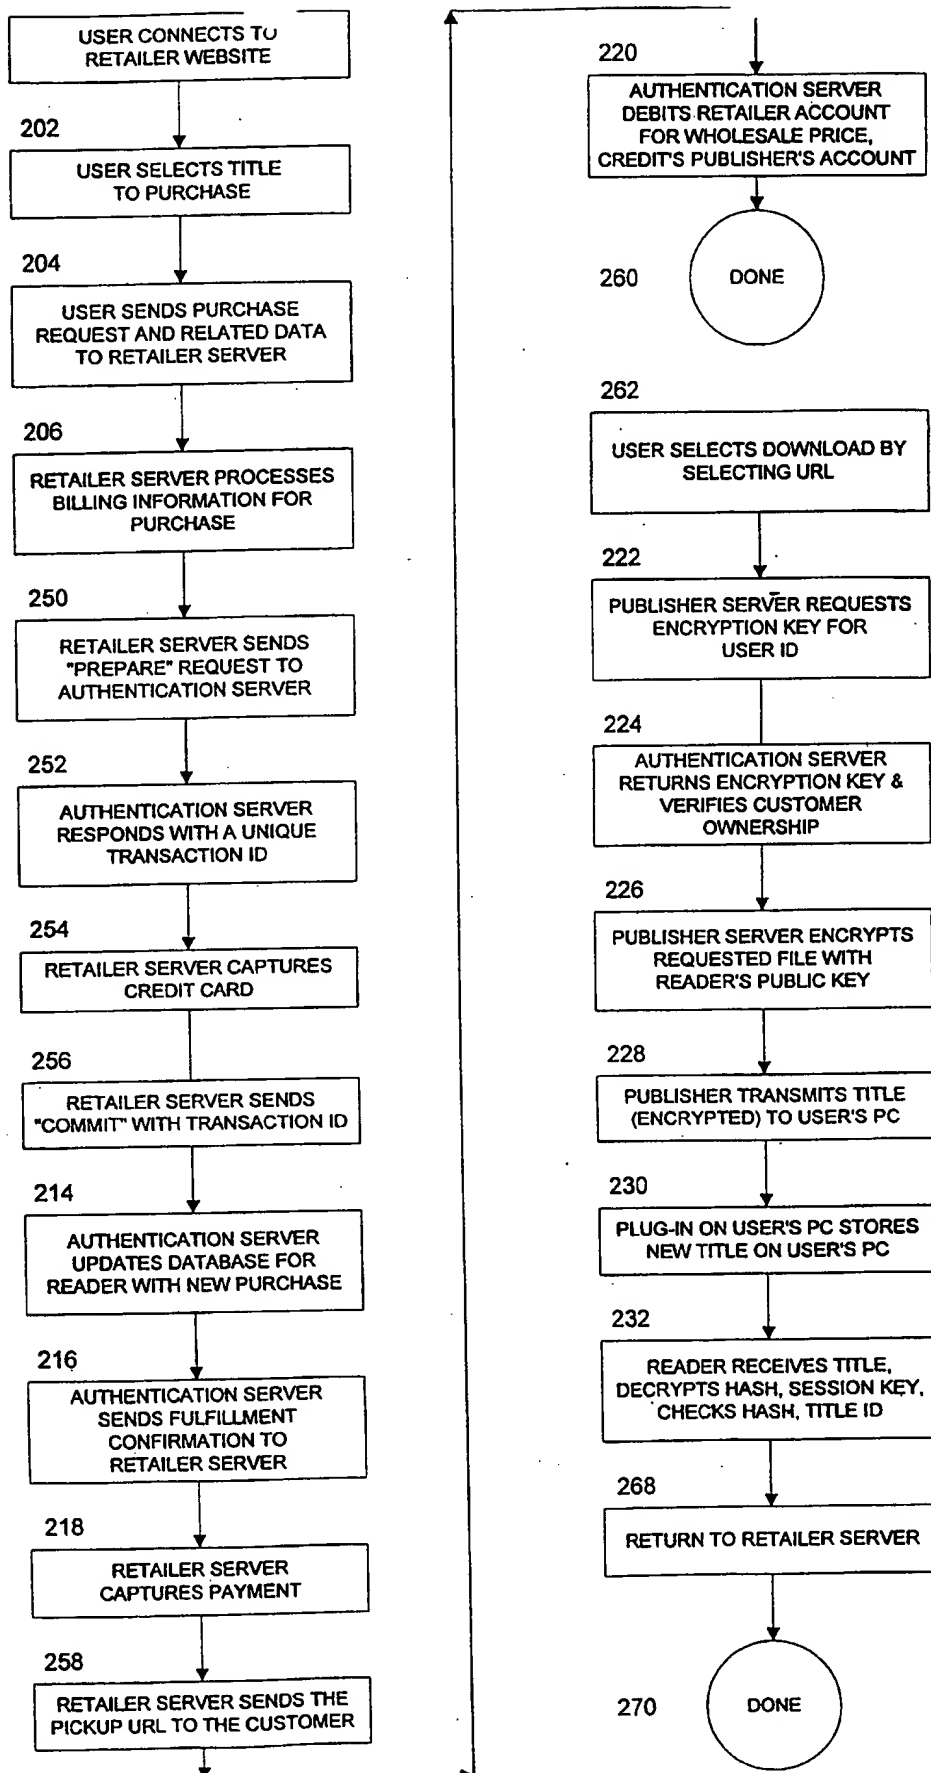 USER CONNECTS TO
RETAILER WEBSITE
202
USER SELECTS TITLE
TO PURCHASE
204
USER SENDS PURCHASE
REQUEST AND RELATED DATA
TO RETAILER SERVER
206
RETAILER SERVER PROCESSES
BILLING INFORMATION FOR
PURCHASE
250
RETAILER SERVER SENDS
"PREPARE" REQUEST TO
AUTHENTICATION SERVER
252
AUTHENTICATION SERVER
RESPONDS WITH A UNIQUE
TRANSACTION ID
254
RETAILER SERVER CAPTURES
CREDIT CARD
256
RETAILER SERVER SENDS
"COMMIT" WITH TRANSACTION ID
214
AUTHENTICATION SERVER
UPDATES DATABASE FOR
READER WITH NEW PURCHASE
216
AUTHENTICATION SERVER
SENDS FULFILLMENT
CONFIRMATION TO
RETAILER SERVER
218
RETAILER SERVER
CAPTURES PAYMENT
258
RETAILER SERVER SENDS THE
PICKUP URL TO THE CUSTOMER
220
AUTHENTICATION SERVER
DEBITS RETAILER ACCOUNT
FOR WHOLESALE PRICE,
CREDIT'S PUBLISHER'S ACCOUNT
260
DONE
262
USER SELECTS DOWNLOAD BY
SELECTING URL
222
PUBLISHER SERVER REQUESTS
ENCRYPTION KEY FOR
USER ID
224
AUTHENTICATION SERVER
RETURNS ENCRYPTION KEY &
VERIFIES CUSTOMER
OWNERSHIP
226
PUBLISHER SERVER ENCRYPTS
REQUESTED FILE WITH
READER'S PUBLIC KEY
228
PUBLISHER TRANSMITS TITLE
(ENCRYPTED) TO USER'S PC
230
PLUG-IN ON USER'S PC STORES
NEW TITLE ON USER'S PC
232
READER RECEIVES TITLE,
DECRYPTS HASH, SESSION KEY,
CHECKS HASH, TITLE ID
268
RETURN TO RETAILER SERVER
270
DONE